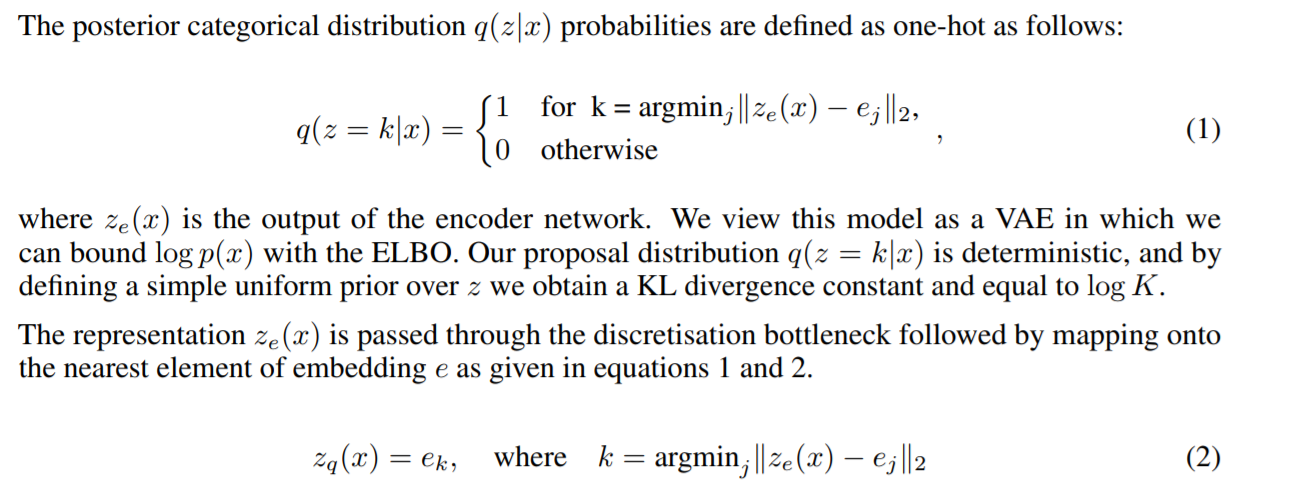 The posterior categorical distribution q(z|x) probabilities are defined as one-hot as follows:
q(z = k|x) = { 1 for k = argmin_j ‖z_e(x) − e_j‖_2, 0 otherwise , (1)
where z_e(x) is the output of the encoder network. We view this model as a VAE in which we
can bound log p(x) with the ELBO. Our proposal distribution q(z = k|x) is deterministic, and by
defining a simple uniform prior over z we obtain a KL divergence constant and equal to log K.
The representation z_e(x) is passed through the discretisation bottleneck followed by mapping onto
the nearest element of embedding e as given in equations 1 and 2.
z_q(x) = e_k, where k = argmin_j ‖z_e(x) − e_j‖_2 (2)